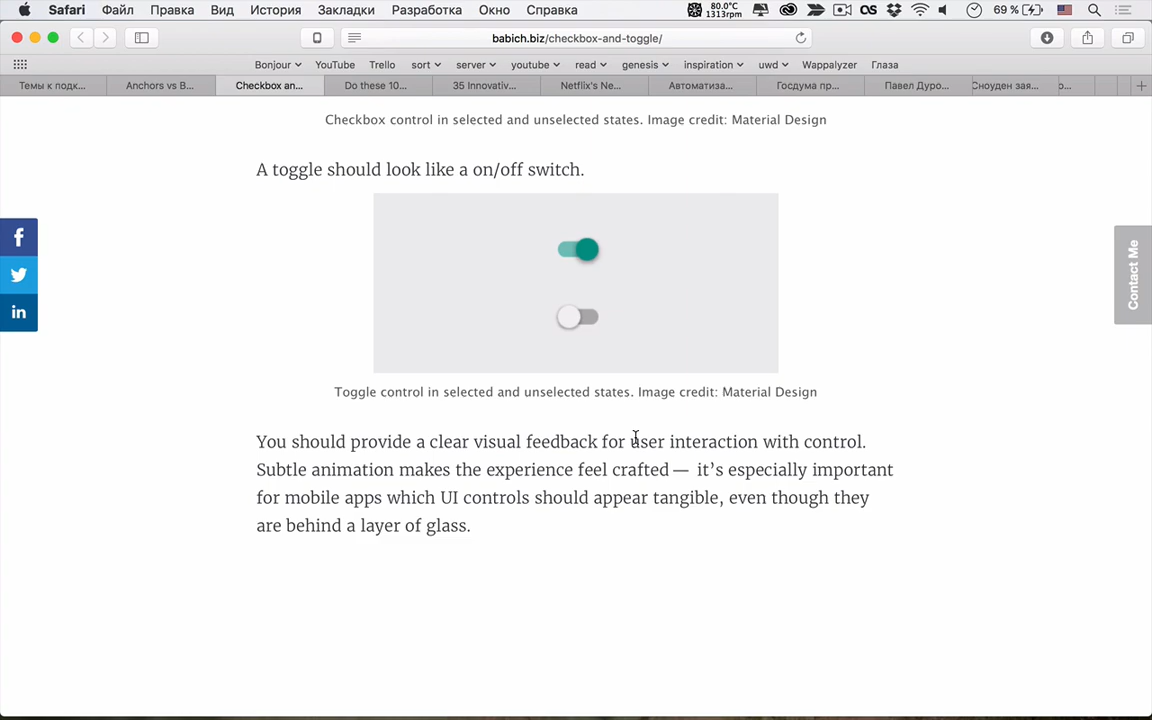 Safari Файл Правка Вид История Закладки Разработка Окно Справка 80.0°C 1313rpm 69 %
babich.biz/checkbox-and-toggle/
Bonjour YouTube Trello sort server youtube read genesis inspiration uwd Wappalyzer Глаза
Темы к подк... Anchors vs B... Checkbox an... Do these 10... 35 Innovativ... Netflix's Ne... Автоматиза... Госдума пр... Павел Дуро... Сноуден зая...
Checkbox control in selected and unselected states. Image credit: Material Design
A toggle should look like a on/off switch.
Contact Me
Toggle control in selected and unselected states. Image credit: Material Design
You should provide a clear visual feedback for user interaction with control.
Subtle animation makes the experience feel crafted — it’s especially important
for mobile apps which UI controls should appear tangible, even though they
are behind a layer of glass.